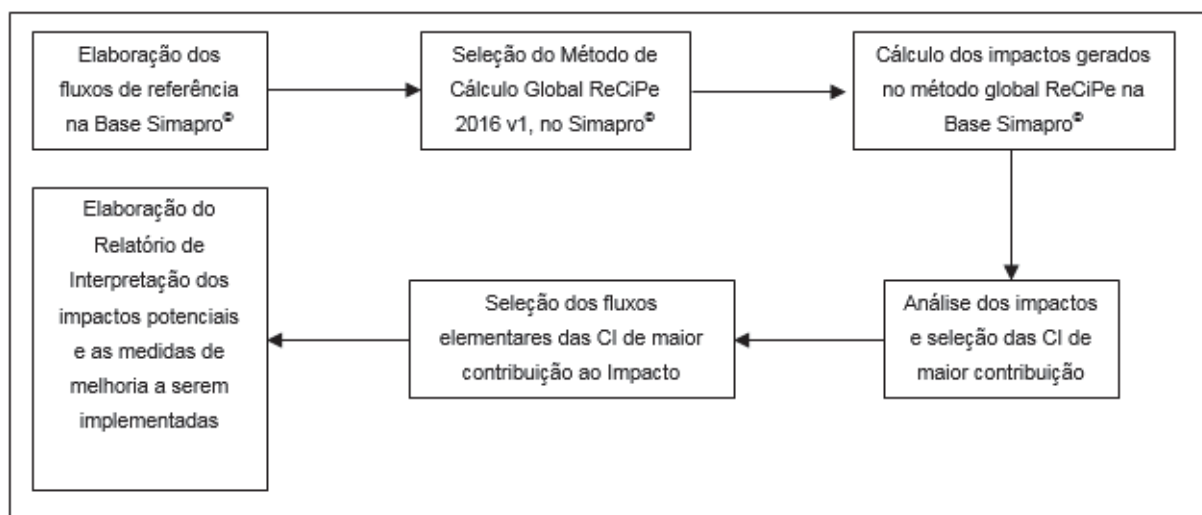 Elaboração dos
fluxos de referência
na Base Simapro©
Seleção do Método de
Cálculo Global ReCiPe
2016 v1, no Simapro©
Cálculo dos impactos gerados
no método global ReCiPe na
Base Simapro©
Análise dos impactos
e seleção das CI de
maior contribuição
Seleção dos fluxos
elementares das CI de maior
contribuição ao Impacto
Elaboração do
Relatório de
Interpretação dos
impactos potenciais
e as medidas de
melhoria a serem
implementadas